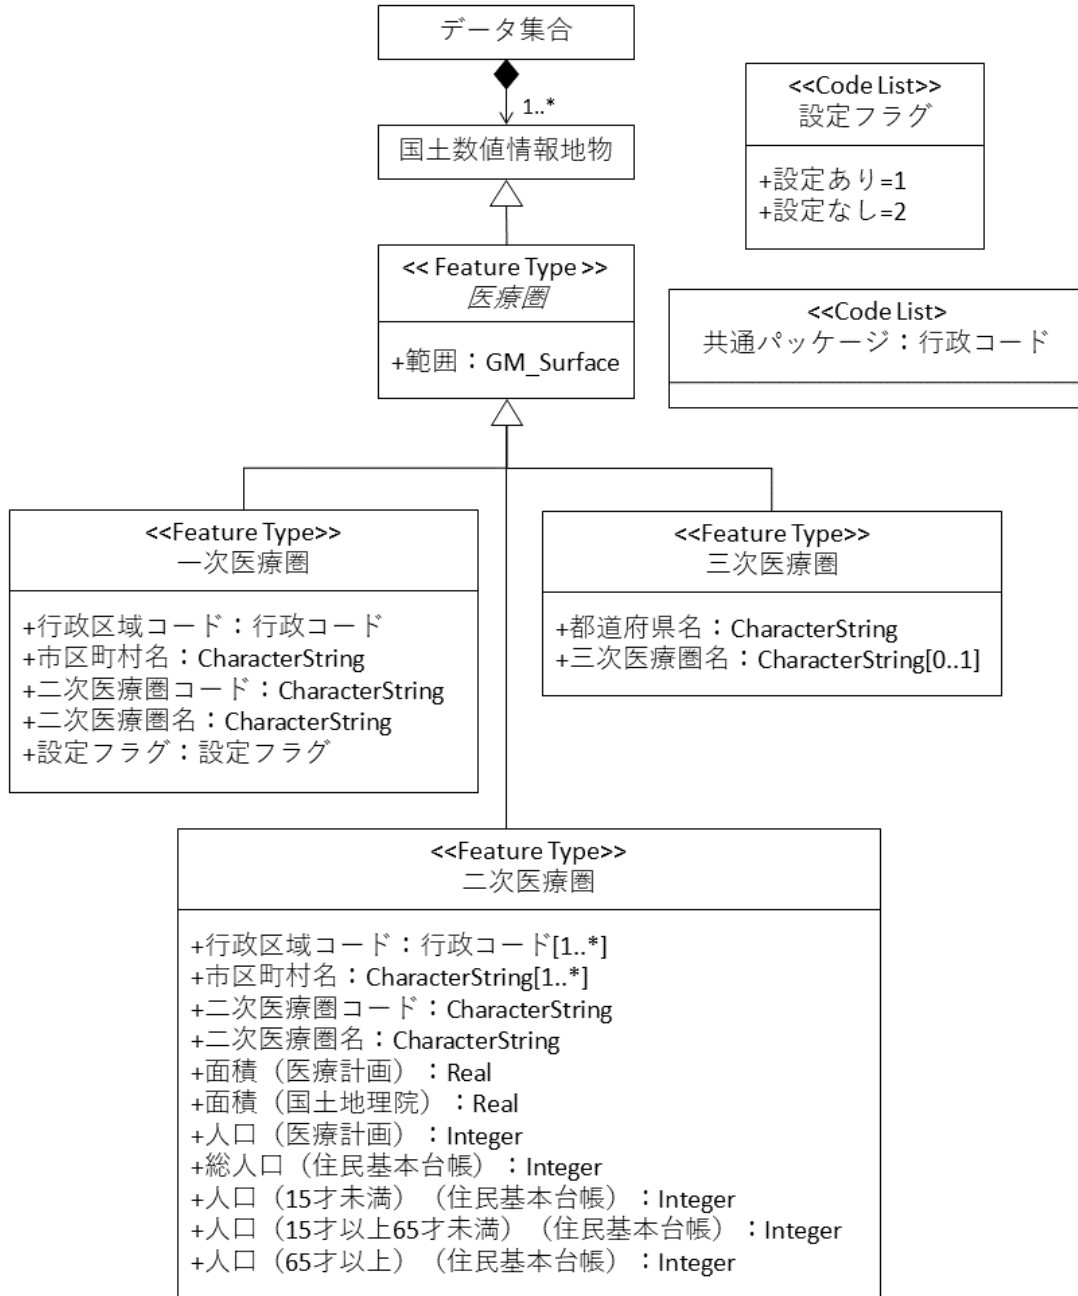 データ集合
1..*
国土数値情報地物
<<Code List>>
設定フラグ
+設定あり=1
+設定なし=2
<< Feature Type >>
医療圏
+範囲：GM_Surface
<<Code List>
共通パッケージ：行政コード
<<Feature Type>>
一次医療圏
+行政区域コード：行政コード
+市区町村名：CharacterString
+二次医療圏コード：CharacterString
+二次医療圏名：CharacterString
+設定フラグ：設定フラグ
<<Feature Type>>
三次医療圏
+都道府県名：CharacterString
+三次医療圏名：CharacterString[0..1]
<<Feature Type>>
二次医療圏
+行政区域コード：行政コード[1..*]
+市区町村名：CharacterString[1..*]
+二次医療圏コード：CharacterString
+二次医療圏名：CharacterString
+面積（医療計画）：Real
+面積（国土地理院）：Real
+人口（医療計画）：Integer
+総人口（住民基本台帳）：Integer
+人口（15才未満）（住民基本台帳）：Integer
+人口（15才以上65才未満）（住民基本台帳）：Integer
+人口（65才以上）（住民基本台帳）：Integer